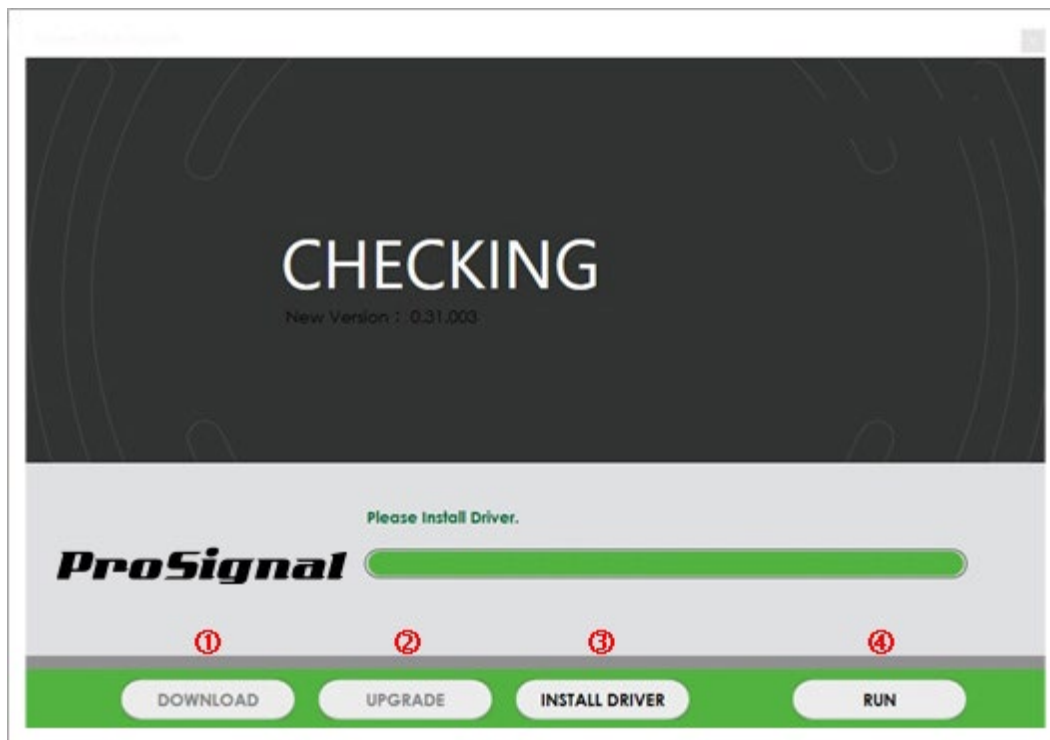 CHECKING
New Version : 0.31.003
Please Install Driver.
ProSignal
① ② ③ ④
DOWNLOAD UPGRADE INSTALL DRIVER RUN